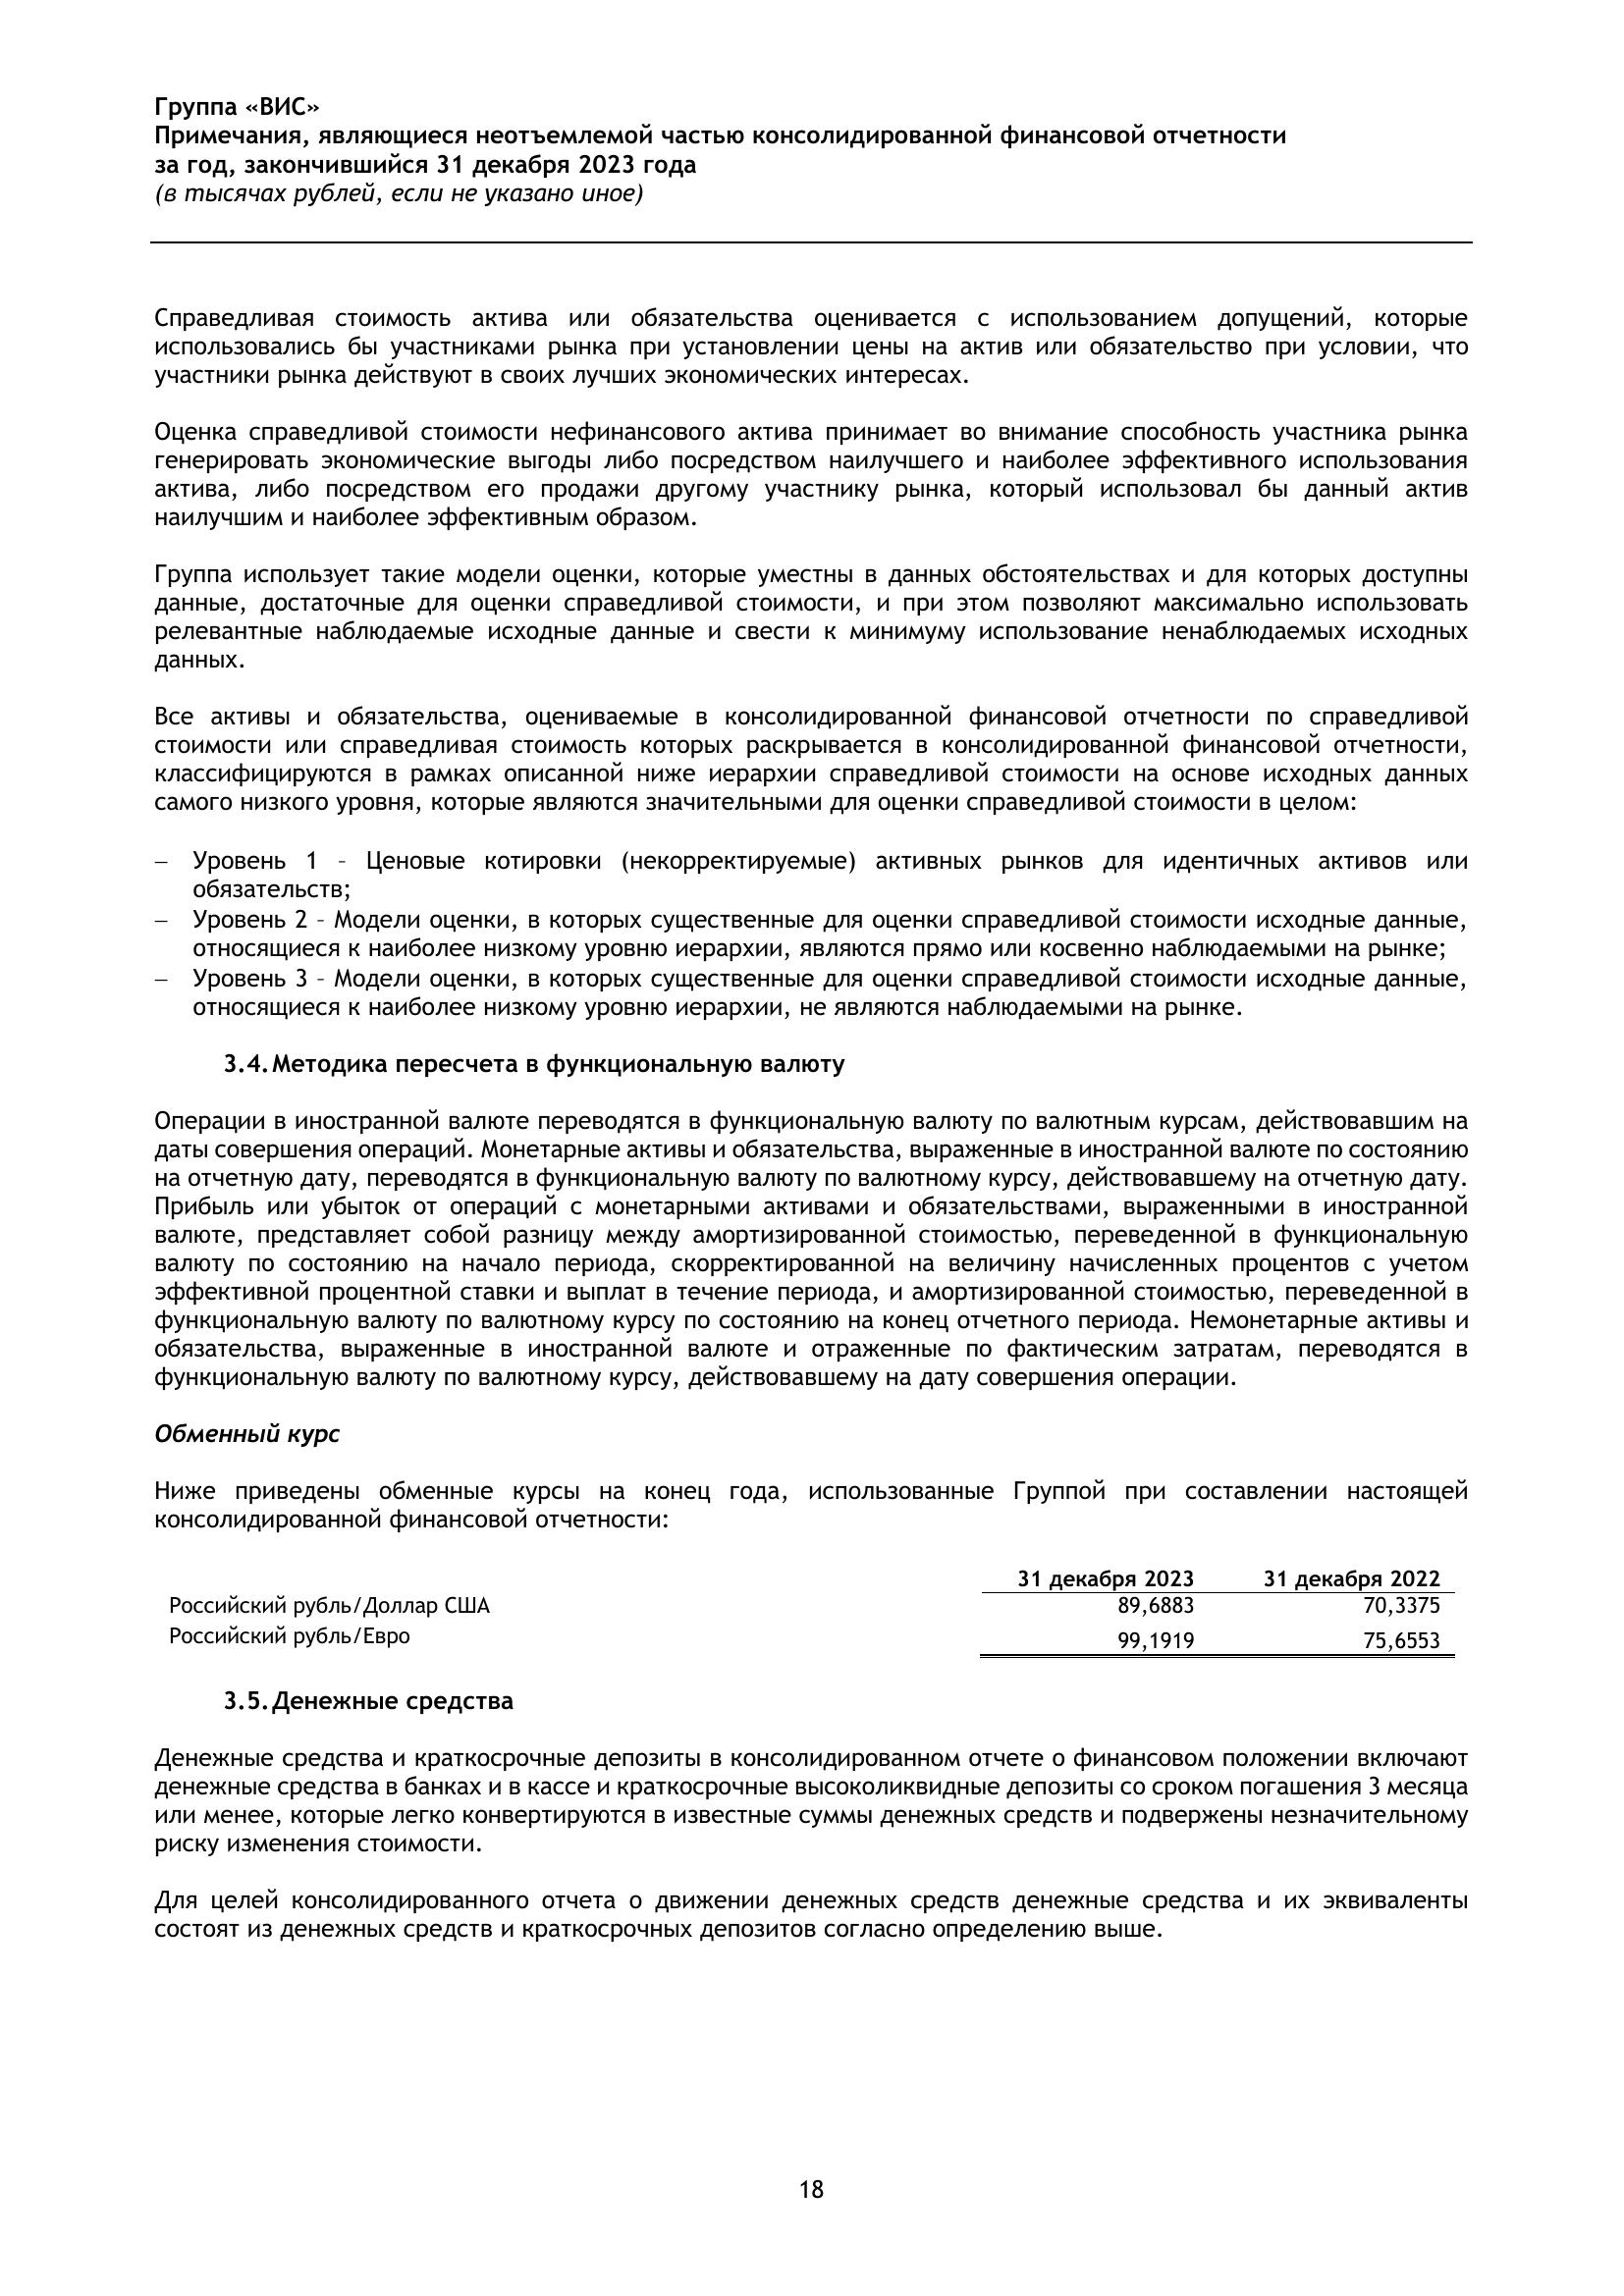 Группа «ВИС»
Примечания, являющиеся неотъемлемой частью консолидированной финансовой отчетности
за год, закончившийся 31 декабря 2023 года
(в тысячах рублей, если не указано иное)
Справедливая стоимость актива или обязательства оценивается с использованием допущений, которые
использовались бы участниками рынка при установлении цены на актив или обязательство при условии, что
участники рынка действуют в своих лучших экономических интересах.
Оценка справедливой стоимости нефинансового актива принимает во внимание способность участника рынка
генерировать экономические выгоды либо посредством наилучшего и наиболее эффективного использования
актива, либо посредством его продажи другому участнику рынка, который использовал бы данный актив
наилучшим и наиболее эффективным образом.
Группа использует такие модели оценки, которые уместны в данных обстоятельствах и для которых доступны
данные, достаточные для оценки справедливой стоимости, и при этом позволяют максимально использовать
релевантные наблюдаемые исходные данные и свести к минимуму использование ненаблюдаемых исходных
данных.
Все активы и обязательства, оцениваемые в консолидированной финансовой отчетности по справедливой
стоимости или справедливая стоимость которых раскрывается в консолидированной финансовой отчетности,
классифицируются в рамках описанной ниже иерархии справедливой стоимости на основе исходных данных
самого низкого уровня, которые являются значительными для оценки справедливой стоимости в целом:
– Уровень 1 – Ценовые котировки (некорректируемые) активных рынков для идентичных активов или
обязательств;
– Уровень 2 – Модели оценки, в которых существенные для оценки справедливой стоимости исходные данные,
относящиеся к наиболее низкому уровню иерархии, являются прямо или косвенно наблюдаемыми на рынке;
– Уровень 3 – Модели оценки, в которых существенные для оценки справедливой стоимости исходные данные,
относящиеся к наиболее низкому уровню иерархии, не являются наблюдаемыми на рынке.
3.4. Методика пересчета в функциональную валюту
Операции в иностранной валюте переводятся в функциональную валюту по валютным курсам, действовавшим на
даты совершения операций. Монетарные активы и обязательства, выраженные в иностранной валюте по состоянию
на отчетную дату, переводятся в функциональную валюту по валютному курсу, действовавшему на отчетную дату.
Прибыль или убыток от операций с монетарными активами и обязательствами, выраженными в иностранной
валюте, представляет собой разницу между амортизированной стоимостью, переведенной в функциональную
валюту по состоянию на начало периода, скорректированной на величину начисленных процентов с учетом
эффективной процентной ставки и выплат в течение периода, и амортизированной стоимостью, переведенной в
функциональную валюту по валютному курсу по состоянию на конец отчетного периода. Немонетарные активы и
обязательства, выраженные в иностранной валюте и отраженные по фактическим затратам, переводятся в
функциональную валюту по валютному курсу, действовавшему на дату совершения операции.
Обменный курс
Ниже приведены обменные курсы на конец года, использованные Группой при составлении настоящей
консолидированной финансовой отчетности:
31 декабря 2023 31 декабря 2022
Российский рубль/Доллар США 89,6883 70,3375
Российский рубль/Евро 99,1919 75,6553
3.5. Денежные средства
Денежные средства и краткосрочные депозиты в консолидированном отчете о финансовом положении включают
денежные средства в банках и в кассе и краткосрочные высоколиквидные депозиты со сроком погашения 3 месяца
или менее, которые легко конвертируются в известные суммы денежных средств и подвержены незначительному
риску изменения стоимости.
Для целей консолидированного отчета о движении денежных средств денежные средства и их эквиваленты
состоят из денежных средств и краткосрочных депозитов согласно определению выше.
18